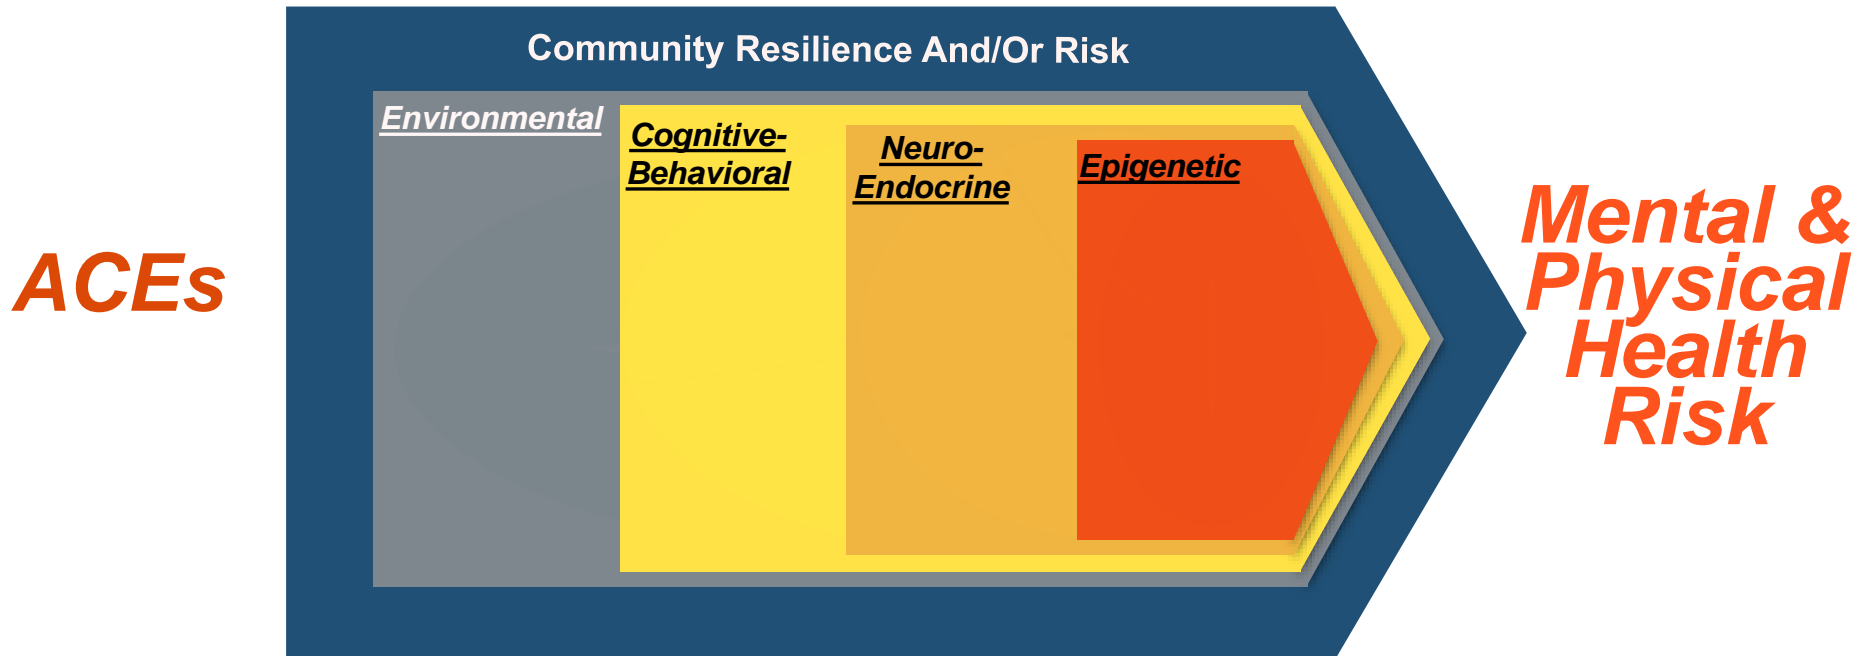 Community Resilience And/Or Risk
Environmental
Cognitive-
Behavioral
Neuro-
Endocrine
Epigenetic
ACEs
Mental &
Physical
Health
Risk